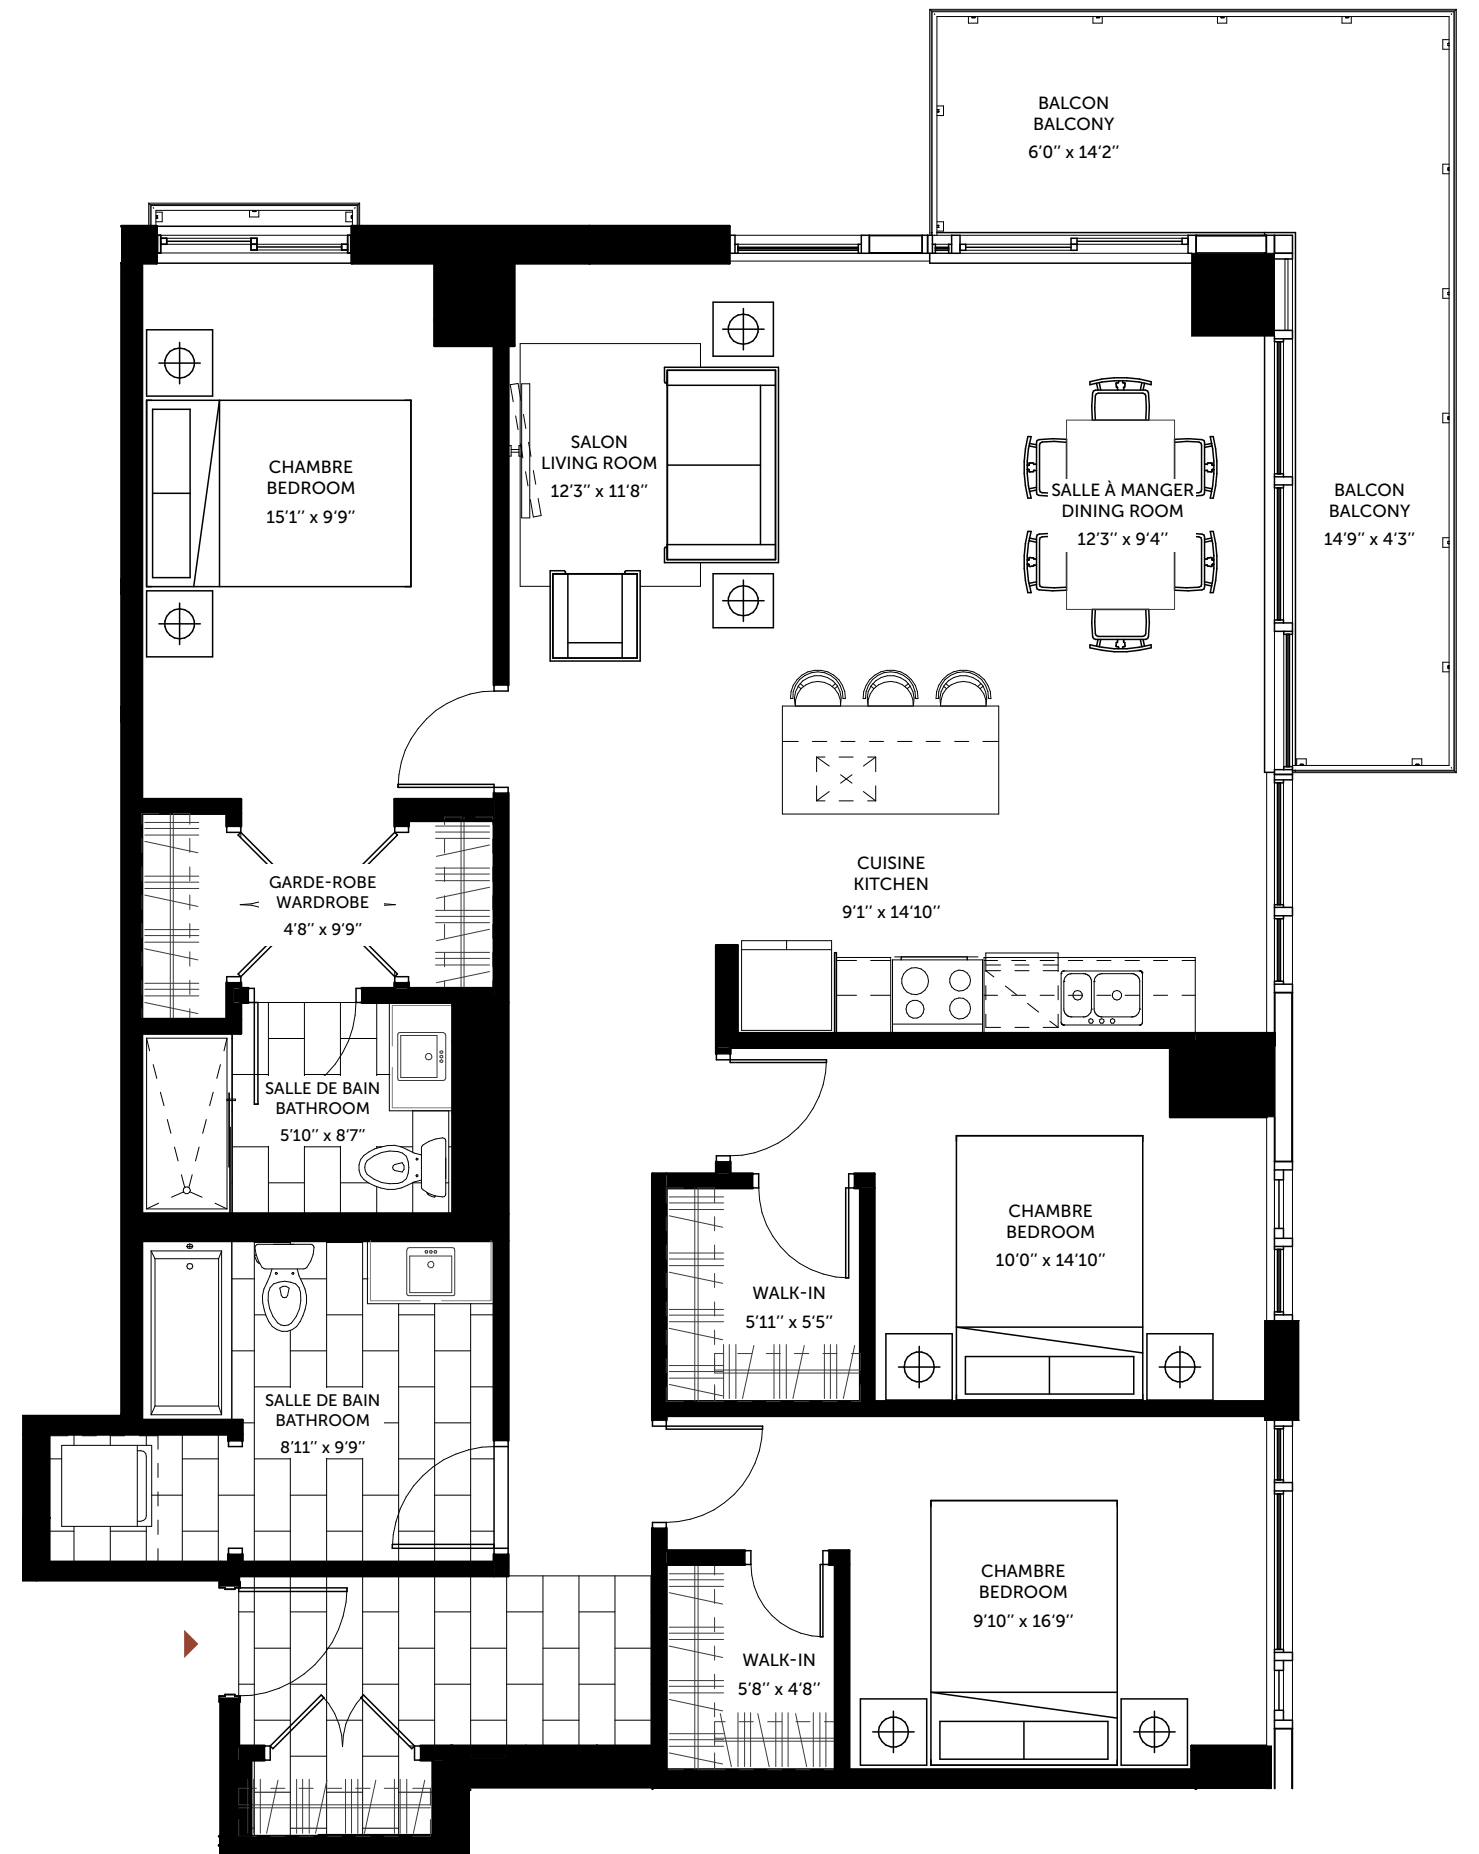 BALCON
BALCONY
6'0'' x 14'2''
CHAMBRE
BEDROOM
15'1'' x 9'9''
SALON
LIVING ROOM
12'3'' x 11'8''
SALLE À MANGER
DINING ROOM
12'3'' x 9'4''
BALCON
BALCONY
14'9'' x 4'3''
GARDE-ROBE
WARDROBE
4'8'' x 9'9''
CUISINE
KITCHEN
9'1'' x 14'10''
SALLE DE BAIN
BATHROOM
5'10'' x 8'7''
CHAMBRE
BEDROOM
10'0'' x 14'10''
WALK-IN
5'11'' x 5'5''
SALLE DE BAIN
BATHROOM
8'11'' x 9'9''
CHAMBRE
BEDROOM
9'10'' x 16'9''
WALK-IN
5'8'' x 4'8''